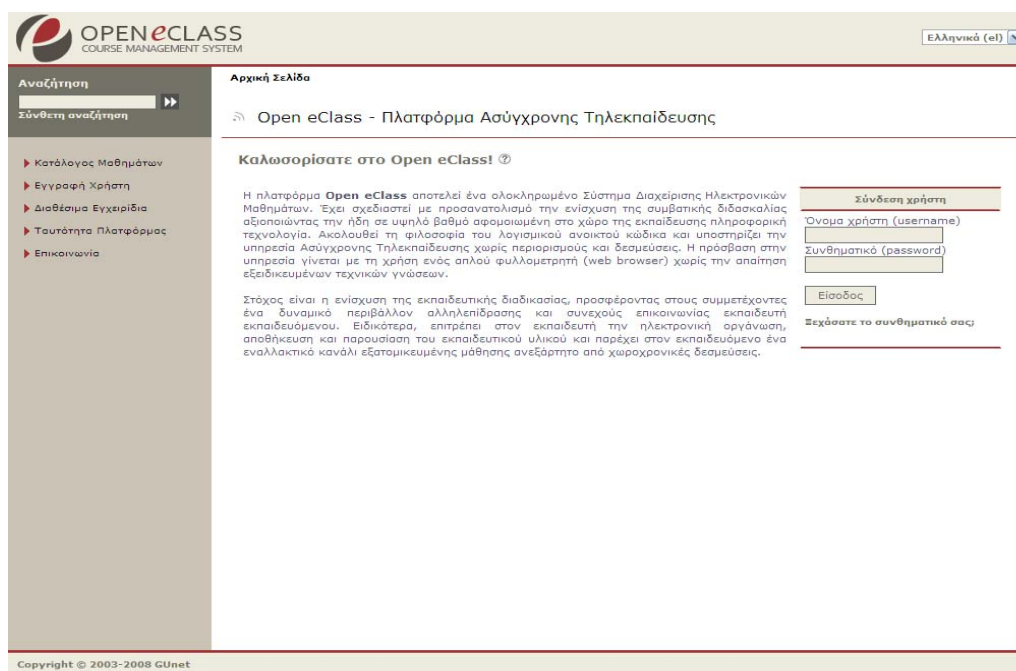 OPEN eCLASS
COURSE MANAGEMENT SYSTEM
Ελληνικά (el)
Αναζήτηση
Σύνθετη αναζήτηση
Κατάλογος Μαθημάτων
Εγγραφή Χρήστη
Διαθέσιμα Εγχειρίδια
Ταυτότητα Πλατφόρμας
Επικοινωνία
Αρχική Σελίδα
Open eClass - Πλατφόρμα Ασύγχρονης Τηλεκπαίδευσης
Καλωσορίσατε στο Open eClass!
Η πλατφόρμα Open eClass αποτελεί ένα ολοκληρωμένο Σύστημα Διαχείρισης Ηλεκτρονικών
Μαθημάτων. Έχει σχεδιαστεί με προσανατολισμό την ενίσχυση της συμβατικής διδασκαλίας
αξιοποιώντας την ήδη σε υψηλό βαθμό αφομοιωμένη στο χώρο της εκπαίδευσης πληροφορική
τεχνολογία. Ακολουθεί τη φιλοσοφία του λογισμικού ανοικτού κώδικα και υποστηρίζει την
υπηρεσία Ασύγχρονης Τηλεκπαίδευσης χωρίς περιορισμούς και δεσμεύσεις. Η πρόσβαση στην
υπηρεσία γίνεται με τη χρήση ενός απλού φυλλομετρητή (web browser) χωρίς την απαίτηση
εξειδικευμένων τεχνικών γνώσεων.
Στόχος είναι η ενίσχυση της εκπαιδευτικής διαδικασίας, προσφέροντας στους συμμετέχοντες
ένα δυναμικό περιβάλλον αλληλεπίδρασης και συνεχούς επικοινωνίας εκπαιδευτή
εκπαιδευόμενου. Ειδικότερα, επιτρέπει στον εκπαιδευτή την ηλεκτρονική οργάνωση,
αποθήκευση και παρουσίαση του εκπαιδευτικού υλικού και παρέχει στον εκπαιδευόμενο ένα
εναλλακτικό κανάλι εξατομικευμένης μάθησης ανεξάρτητο από χωροχρονικές δεσμεύσεις.
Σύνδεση χρήστη
Όνομα χρήστη (username)
Συνθηματικό (password)
Είσοδος
Ξεχάσατε το συνθηματικό σας;
Copyright © 2003-2008 GUnet